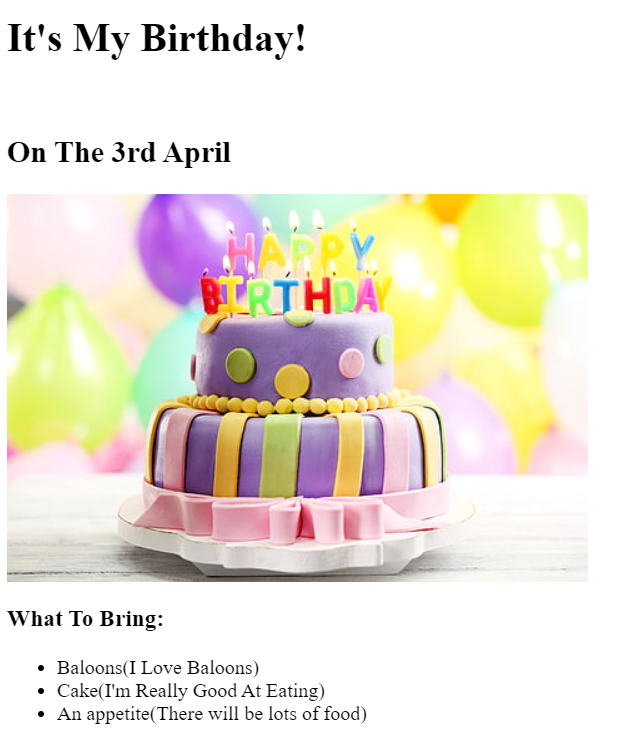 It's My Birthday!
On The 3rd April
HAPPY
BIRTHDAY
What To Bring:
Baloons(I Love Baloons)
Cake(I'm Really Good At Eating)
An appetite(There will be lots of food)